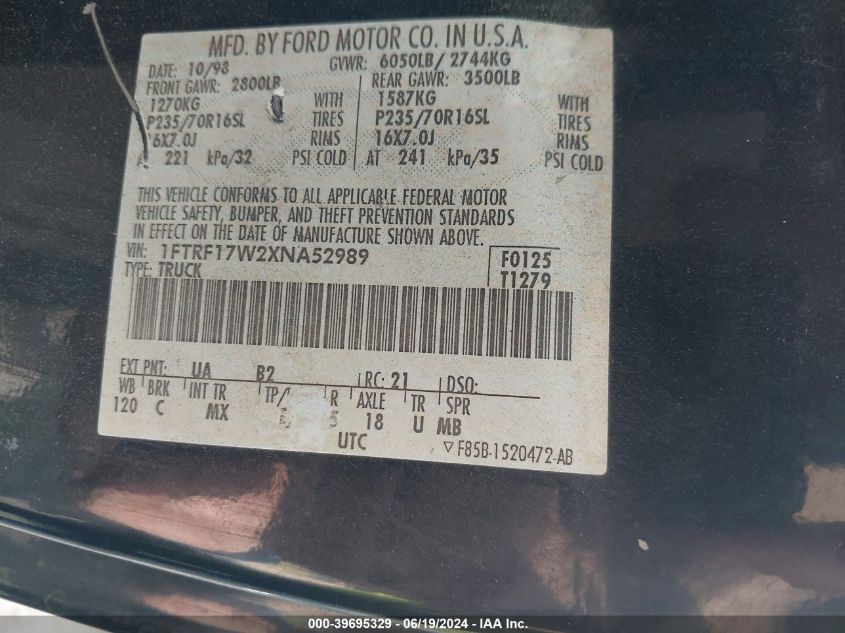 MFD. BY FORD MOTOR CO. IN U.S.A.
DATE: 10/98 GVWR: 6050LB/ 2744KG
FRONT GAWR: 2800LB REAR GAWR: 3500LB
1270KG WITH 1587KG WITH
P235/70R16SL TIRES P235/70R16SL TIRES
16X7.0J RIMS 16X7.0J RIMS
A 221 kPa/32 PSI COLD AT 241 kPa/35 PSI COLD
THIS VEHICLE CONFORMS TO ALL APPLICABLE FEDERAL MOTOR
VEHICLE SAFETY, BUMPER, AND THEFT PREVENTION STANDARDS
IN EFFECT ON THE DATE OF MANUFACTURE SHOWN ABOVE.
VIN: 1FTRF17W2XNA52989 F0125
TYPE: TRUCK T1279
EXT PNT: UA B2 RC: 21 DSO:
WB BRK INT TR TP/ R AXLE TR SPR
120 C MX 5 18 U MB
UTC ▽F85B-1520472-AB
000-39695329 - 06/19/2024 - IAA Inc.